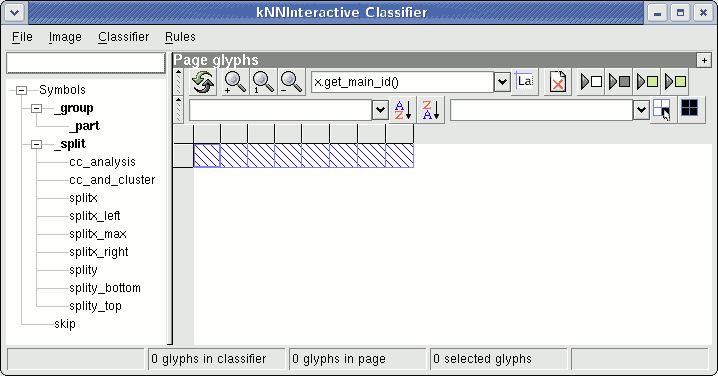 kNNInteractive Classifier
File Image Classifier Rules
Page glyphs
x.get_main_id()
La
+ 1 −
A Z Z A
Symbols
_group
_part
_split
cc_analysis
cc_and_cluster
splitx
splitx_left
splitx_max
splitx_right
splity
splity_bottom
splity_top
skip
0 glyphs in classifier 0 glyphs in page 0 selected glyphs